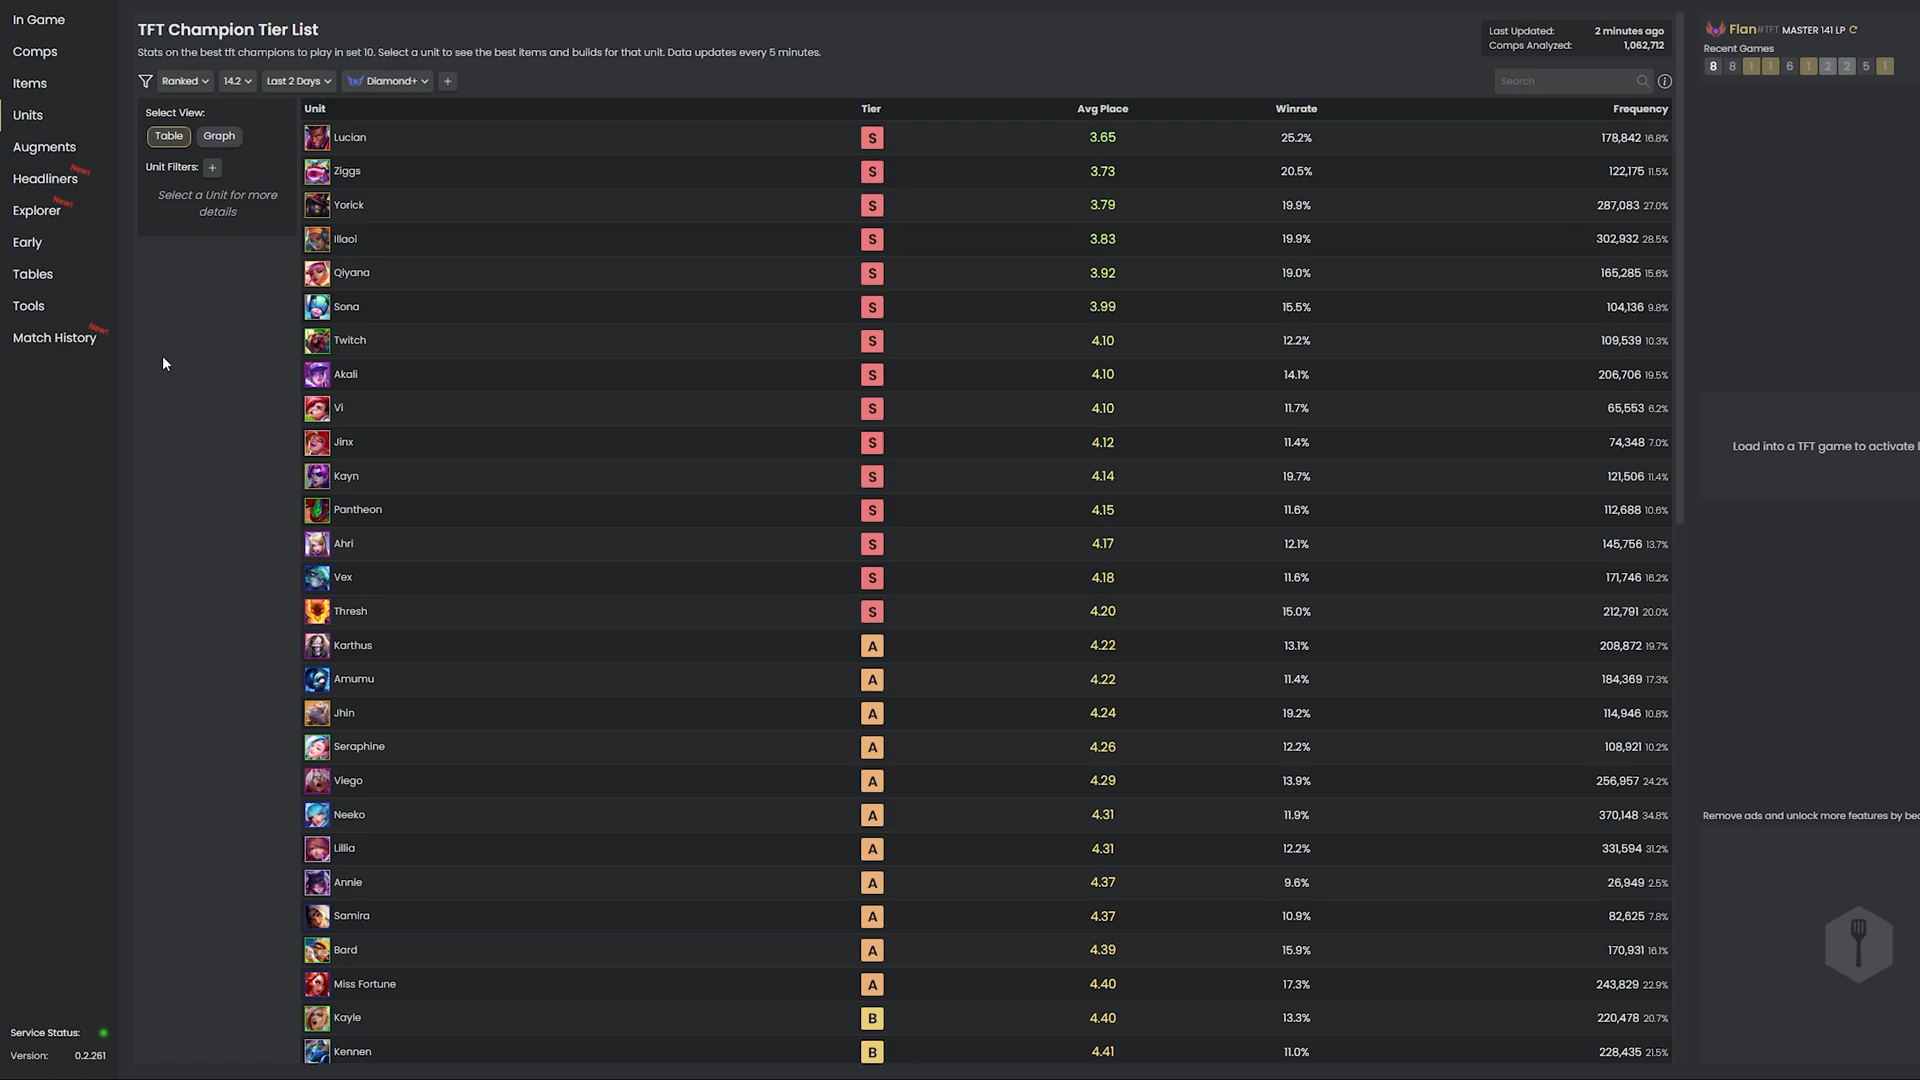 In Game
Comps
Items
Units
Augments
Headliners New!
Explorer New!
Early
Tables
Tools
Match History New!
Service Status:
Version: 0.2.261
TFT Champion Tier List
Stats on the best tft champions to play in set 10. Select a unit to see the best items and builds for that unit. Data updates every 5 minutes.
Last Updated: 2 minutes ago
Comps Analyzed: 1,062,712
Ranked 14.2 Last 2 Days Diamond+ +
Search
Select View:
Table Graph
Unit Filters: +
Select a Unit for more
details
Unit Tier Avg Place Winrate Frequency
Lucian S 3.65 25.2% 178,842 16.8%
Ziggs S 3.73 20.5% 122,175 11.5%
Yorick S 3.79 19.9% 287,083 27.0%
Illaoi S 3.83 19.9% 302,932 28.5%
Qiyana S 3.92 19.0% 165,285 15.6%
Sona S 3.99 15.5% 104,136 9.8%
Twitch S 4.10 12.2% 109,539 10.3%
Akali S 4.10 14.1% 206,706 19.5%
Vi S 4.10 11.7% 65,553 6.2%
Jinx S 4.12 11.4% 74,348 7.0%
Kayn S 4.14 19.7% 121,506 11.4%
Pantheon S 4.15 11.6% 112,688 10.6%
Ahri S 4.17 12.1% 145,756 13.7%
Vex S 4.18 11.6% 171,746 16.2%
Thresh S 4.20 15.0% 212,791 20.0%
Karthus A 4.22 13.1% 208,872 19.7%
Amumu A 4.22 11.4% 184,369 17.3%
Jhin A 4.24 19.2% 114,946 10.8%
Seraphine A 4.26 12.2% 108,921 10.2%
Viego A 4.29 13.9% 256,957 24.2%
Neeko A 4.31 11.9% 370,148 34.8%
Lillia A 4.31 12.2% 331,594 31.2%
Annie A 4.37 9.6% 26,949 2.5%
Samira A 4.37 10.9% 82,625 7.8%
Bard A 4.39 15.9% 170,931 16.1%
Miss Fortune A 4.40 17.3% 243,829 22.9%
Kayle B 4.40 13.3% 220,478 20.7%
Kennen B 4.41 11.0% 228,435 21.5%
Flan#TFT MASTER 141 LP
Recent Games
8 8 1 1 6 1 2 2 5 1
Load into a TFT game to activate l
Remove ads and unlock more features by bec